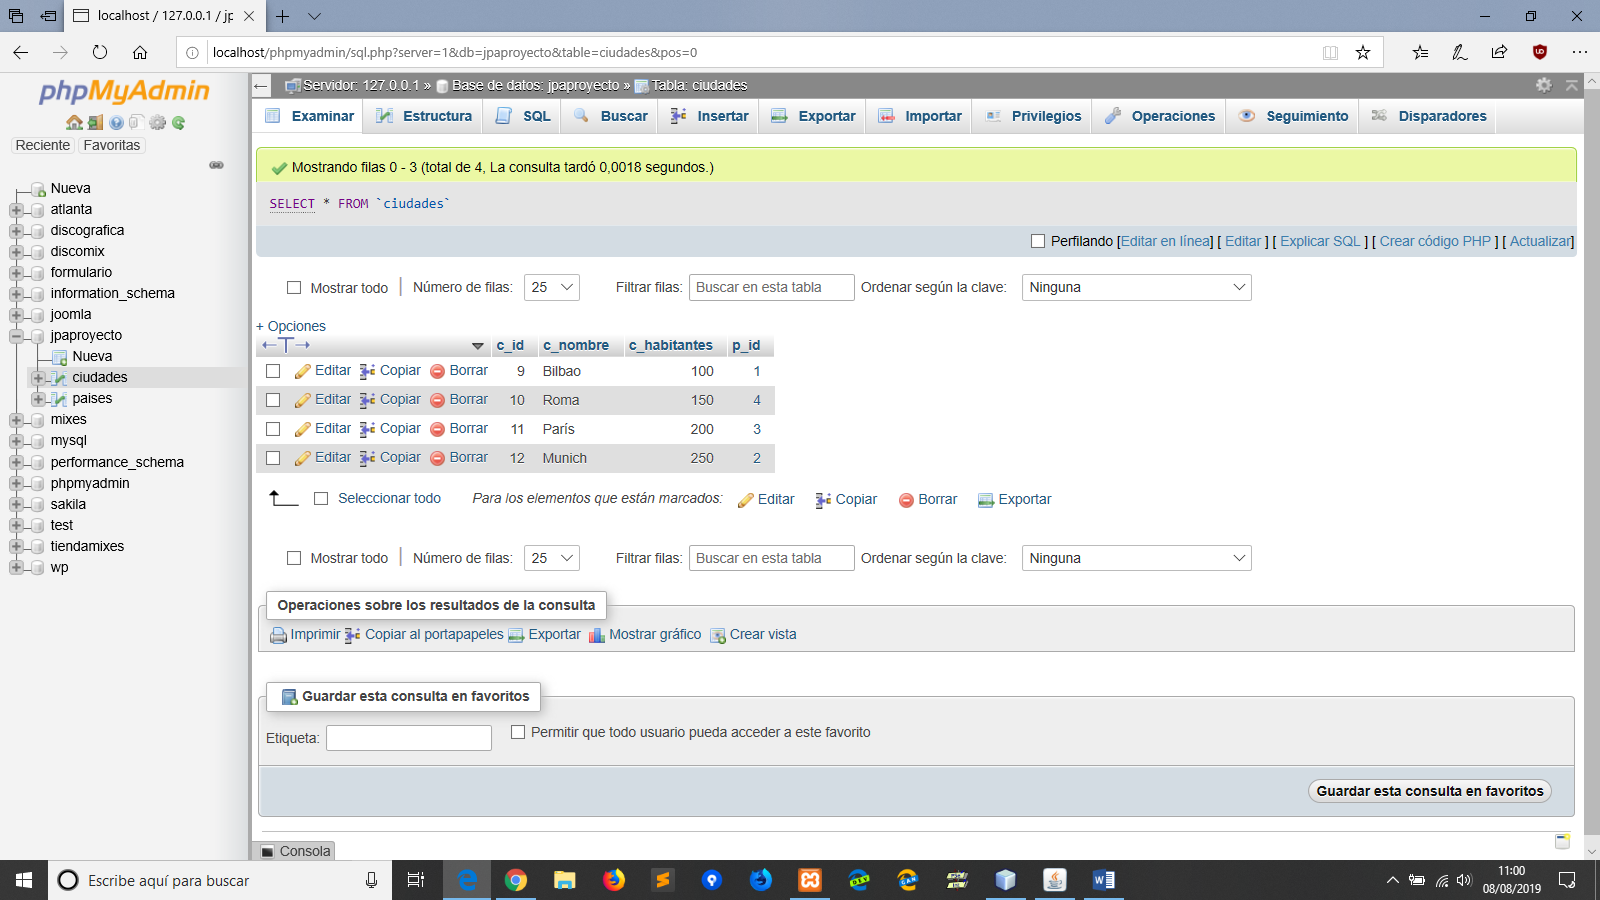 localhost / 127.0.0.1 / jp
localhost/phpmyadmin/sql.php?server=1&db=jpaproyecto&table=ciudades&pos=0
phpMyAdmin
Reciente Favoritas
Nueva
atlanta
discografica
discomix
formulario
information_schema
joomla
jpaproyecto
Nueva
ciudades
paises
mixes
mysql
performance_schema
phpmyadmin
sakila
test
tiendamixes
wp
Servidor: 127.0.0.1 » Base de datos: jpaproyecto » Tabla: ciudades
Examinar Estructura SQL Buscar Insertar Exportar Importar Privilegios Operaciones Seguimiento Disparadores
Mostrando filas 0 - 3 (total de 4, La consulta tardó 0,0018 segundos.)
SELECT * FROM `ciudades`
Perfilando [Editar en línea] [ Editar ] [ Explicar SQL ] [ Crear código PHP ] [ Actualizar]
Mostrar todo | Número de filas: 25 Filtrar filas: Buscar en esta tabla Ordenar según la clave: Ninguna
+ Opciones
←T→ c_id c_nombre c_habitantes p_id
Editar Copiar Borrar 9 Bilbao 100 1
Editar Copiar Borrar 10 Roma 150 4
Editar Copiar Borrar 11 París 200 3
Editar Copiar Borrar 12 Munich 250 2
Seleccionar todo Para los elementos que están marcados: Editar Copiar Borrar Exportar
Mostrar todo | Número de filas: 25 Filtrar filas: Buscar en esta tabla Ordenar según la clave: Ninguna
Operaciones sobre los resultados de la consulta
Imprimir Copiar al portapapeles Exportar Mostrar gráfico Crear vista
Guardar esta consulta en favoritos
Etiqueta: Permitir que todo usuario pueda acceder a este favorito
Guardar esta consulta en favoritos
Consola
Escribe aquí para buscar
11:00
08/08/2019